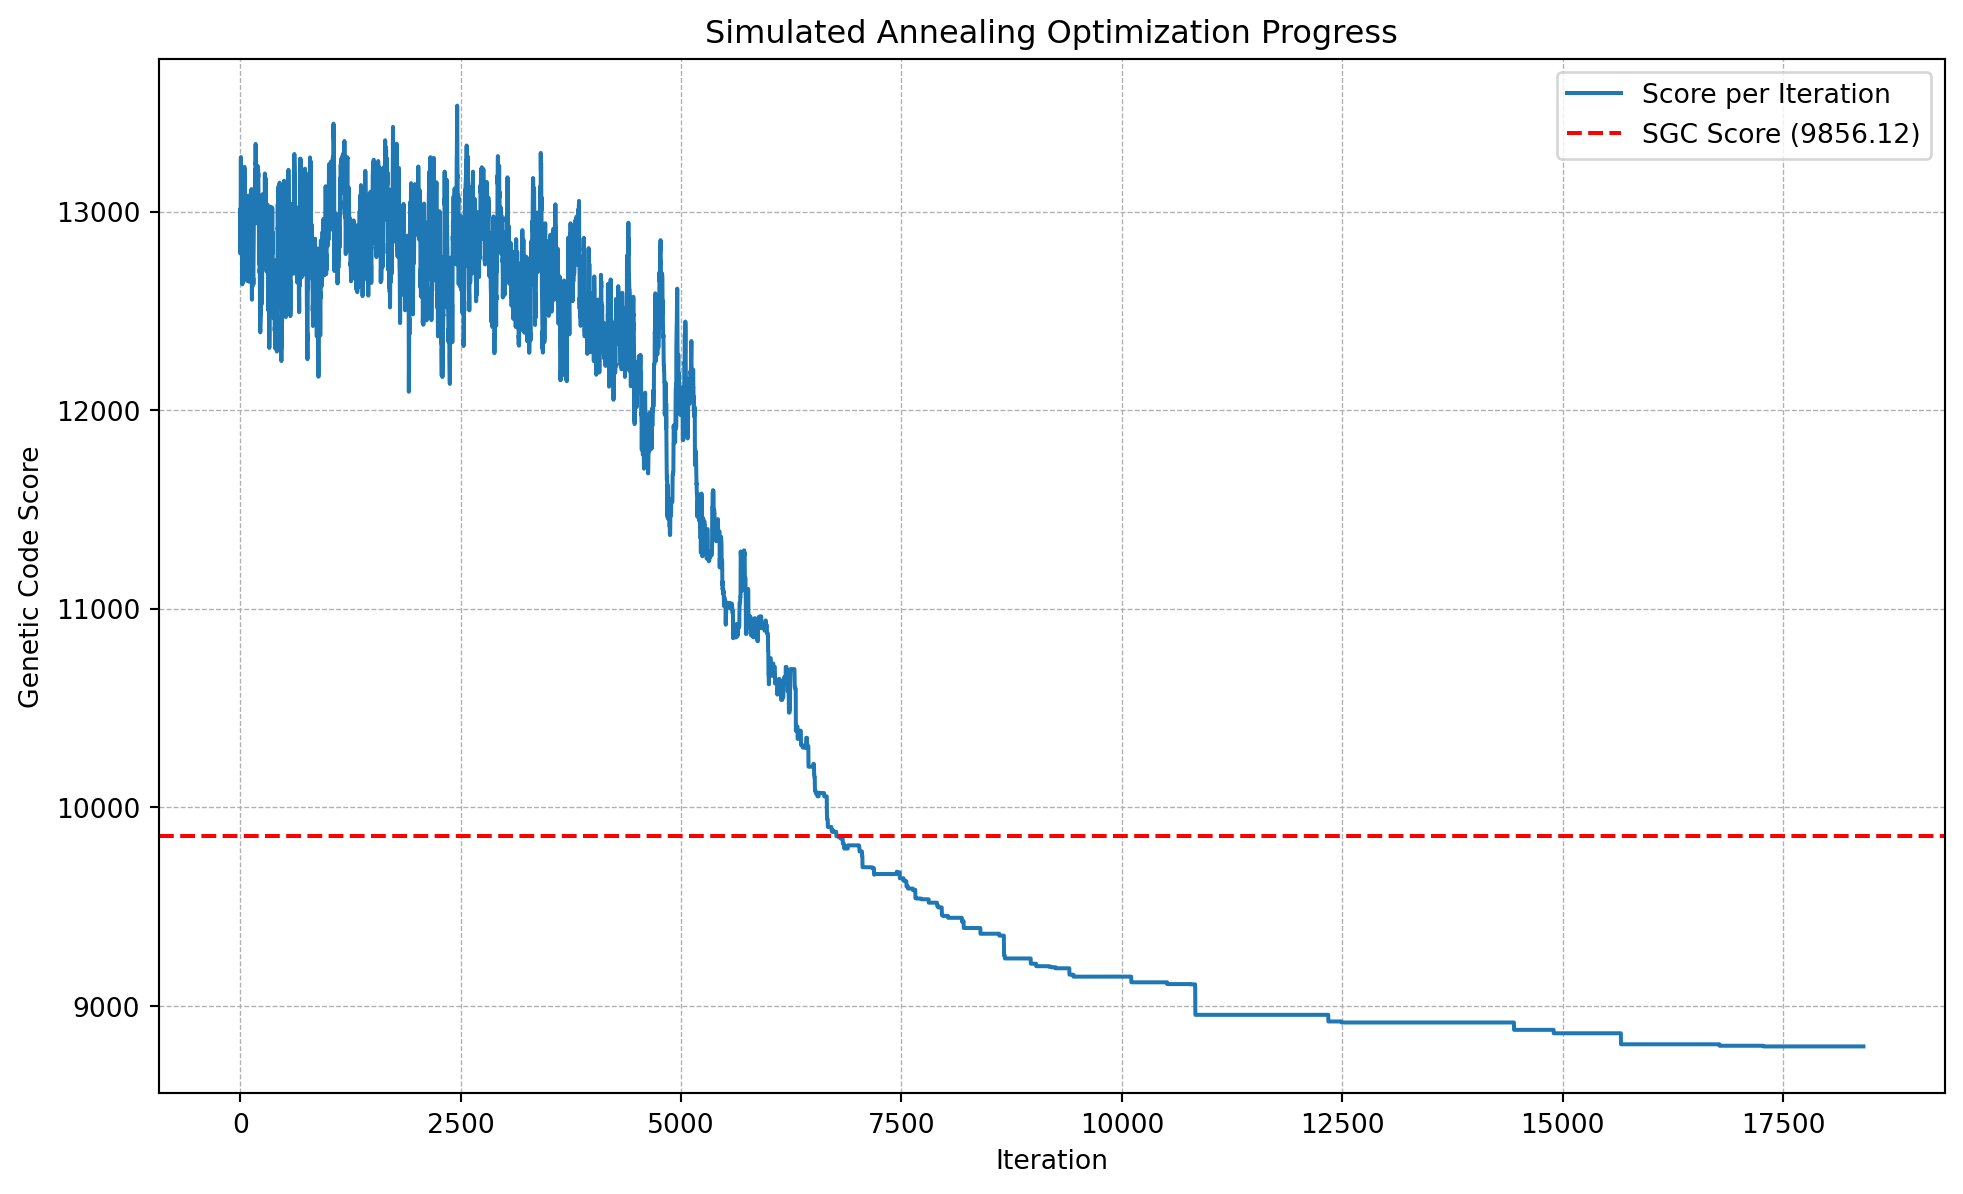 Simulated Annealing Optimization Progress
Score per Iteration
SGC Score (9856.12)
Genetic Code Score
13000
12000
11000
10000
9000
0 2500 5000 7500 10000 12500 15000 17500
Iteration